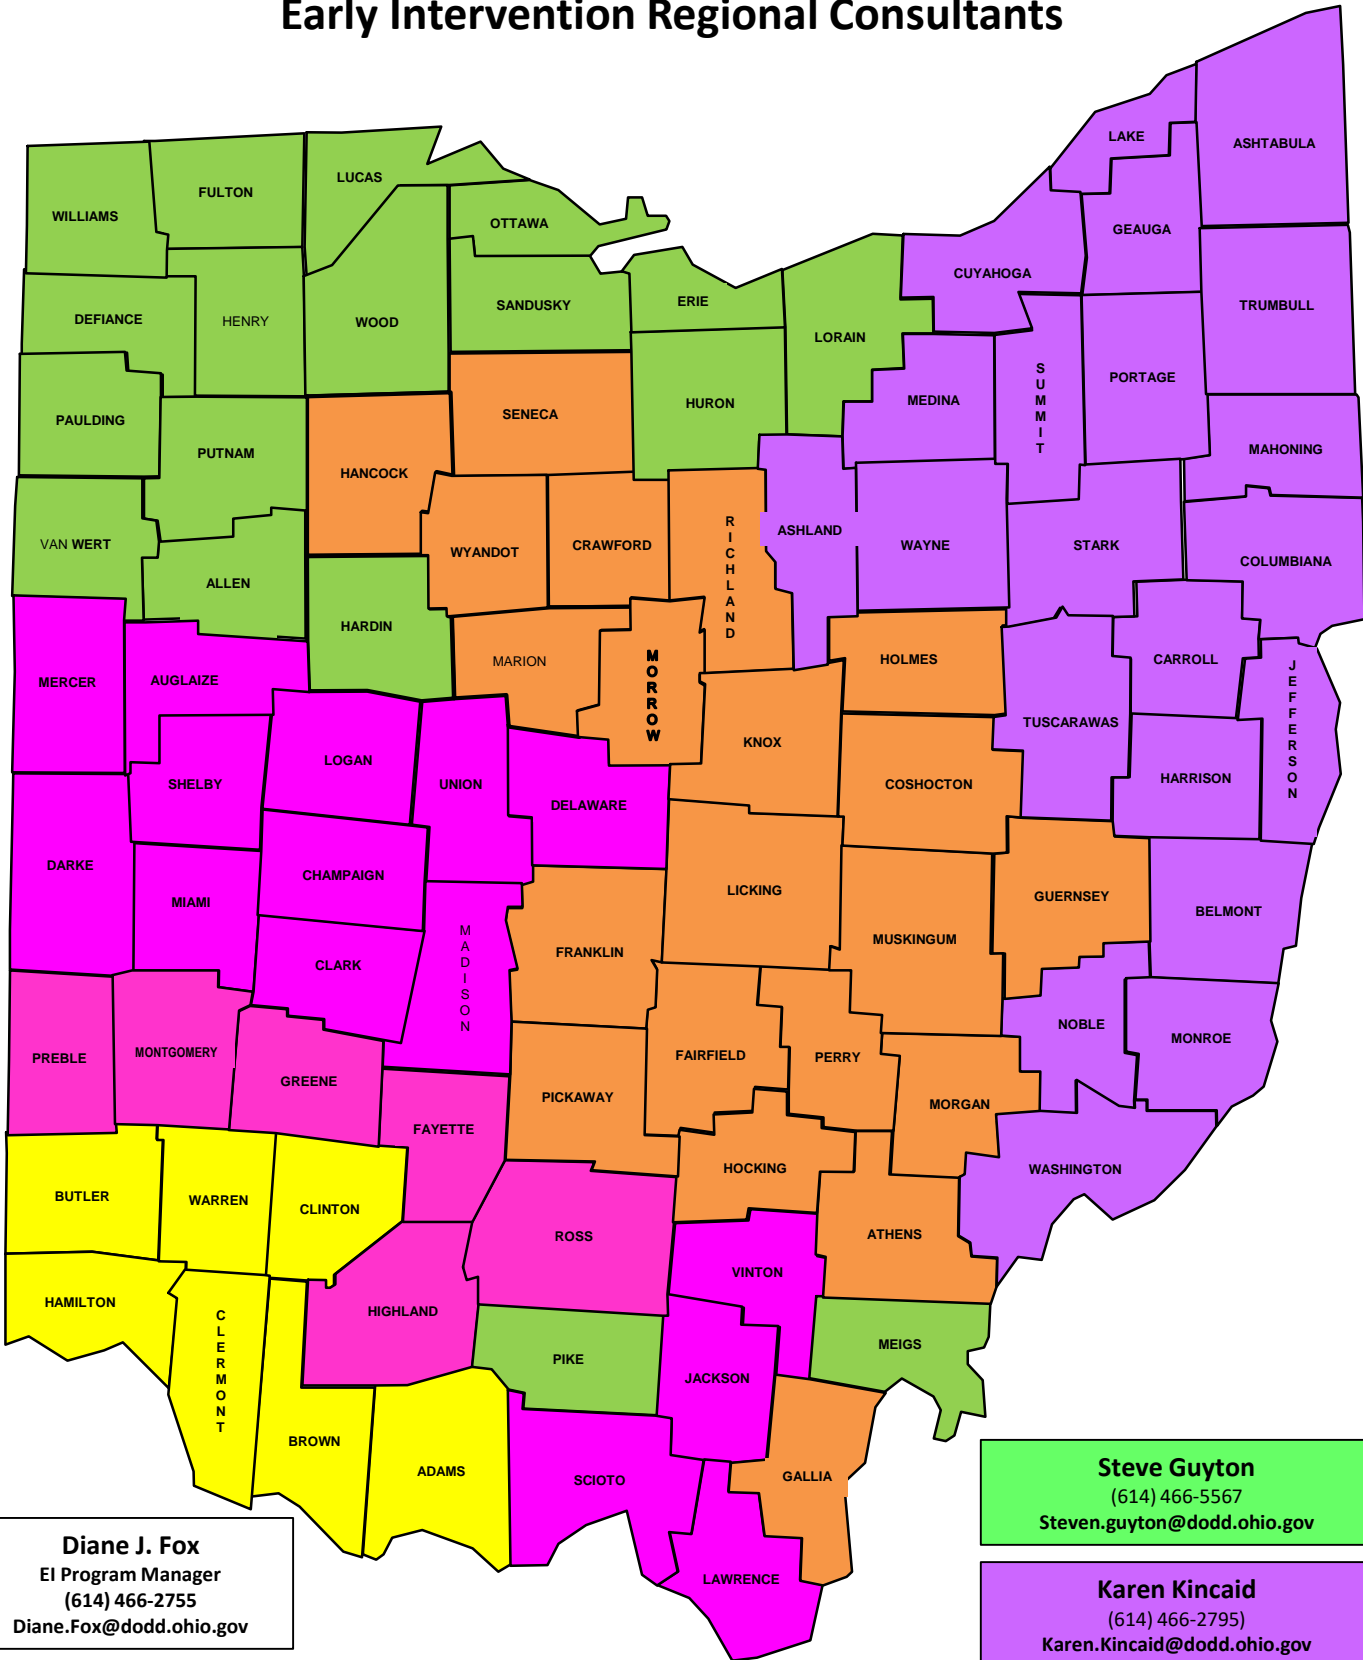 Early Intervention Regional Consultants
LAKE
ASHTABULA
LUCAS
FULTON
WILLIAMS
OTTAWA
GEAUGA
CUYAHOGA
ERIE
SANDUSKY
TRUMBULL
DEFIANCE
HENRY
WOOD
LORAIN
SUMMIT
PORTAGE
MEDINA
HURON
SENECA
PAULDING
MAHONING
PUTNAM
HANCOCK
RICHLAND
ASHLAND
VAN WERT
WYANDOT
CRAWFORD
WAYNE
STARK
COLUMBIANA
ALLEN
HARDIN
MARION
MORROW
HOLMES
CARROLL
JEFFERSON
MERCER
AUGLAIZE
TUSCARAWAS
KNOX
LOGAN
SHELBY
UNION
COSHOCTON
HARRISON
DELAWARE
DARKE
CHAMPAIGN
LICKING
GUERNSEY
MIAMI
BELMONT
MADISON
MUSKINGUM
FRANKLIN
CLARK
NOBLE
MONROE
PREBLE
MONTGOMERY
FAIRFIELD
PERRY
GREENE
PICKAWAY
MORGAN
FAYETTE
HOCKING
WASHINGTON
BUTLER
WARREN
CLINTON
ROSS
ATHENS
VINTON
HAMILTON
CLERMONT
HIGHLAND
MEIGS
PIKE
JACKSON
BROWN
ADAMS
SCIOTO
GALLIA
LAWRENCE
Steve Guyton
(614) 466-5567
Steven.guyton@dodd.ohio.gov
Diane J. Fox
EI Program Manager
(614) 466-2755
Diane.Fox@dodd.ohio.gov
Karen Kincaid
(614) 466-2795)
Karen.Kincaid@dodd.ohio.gov